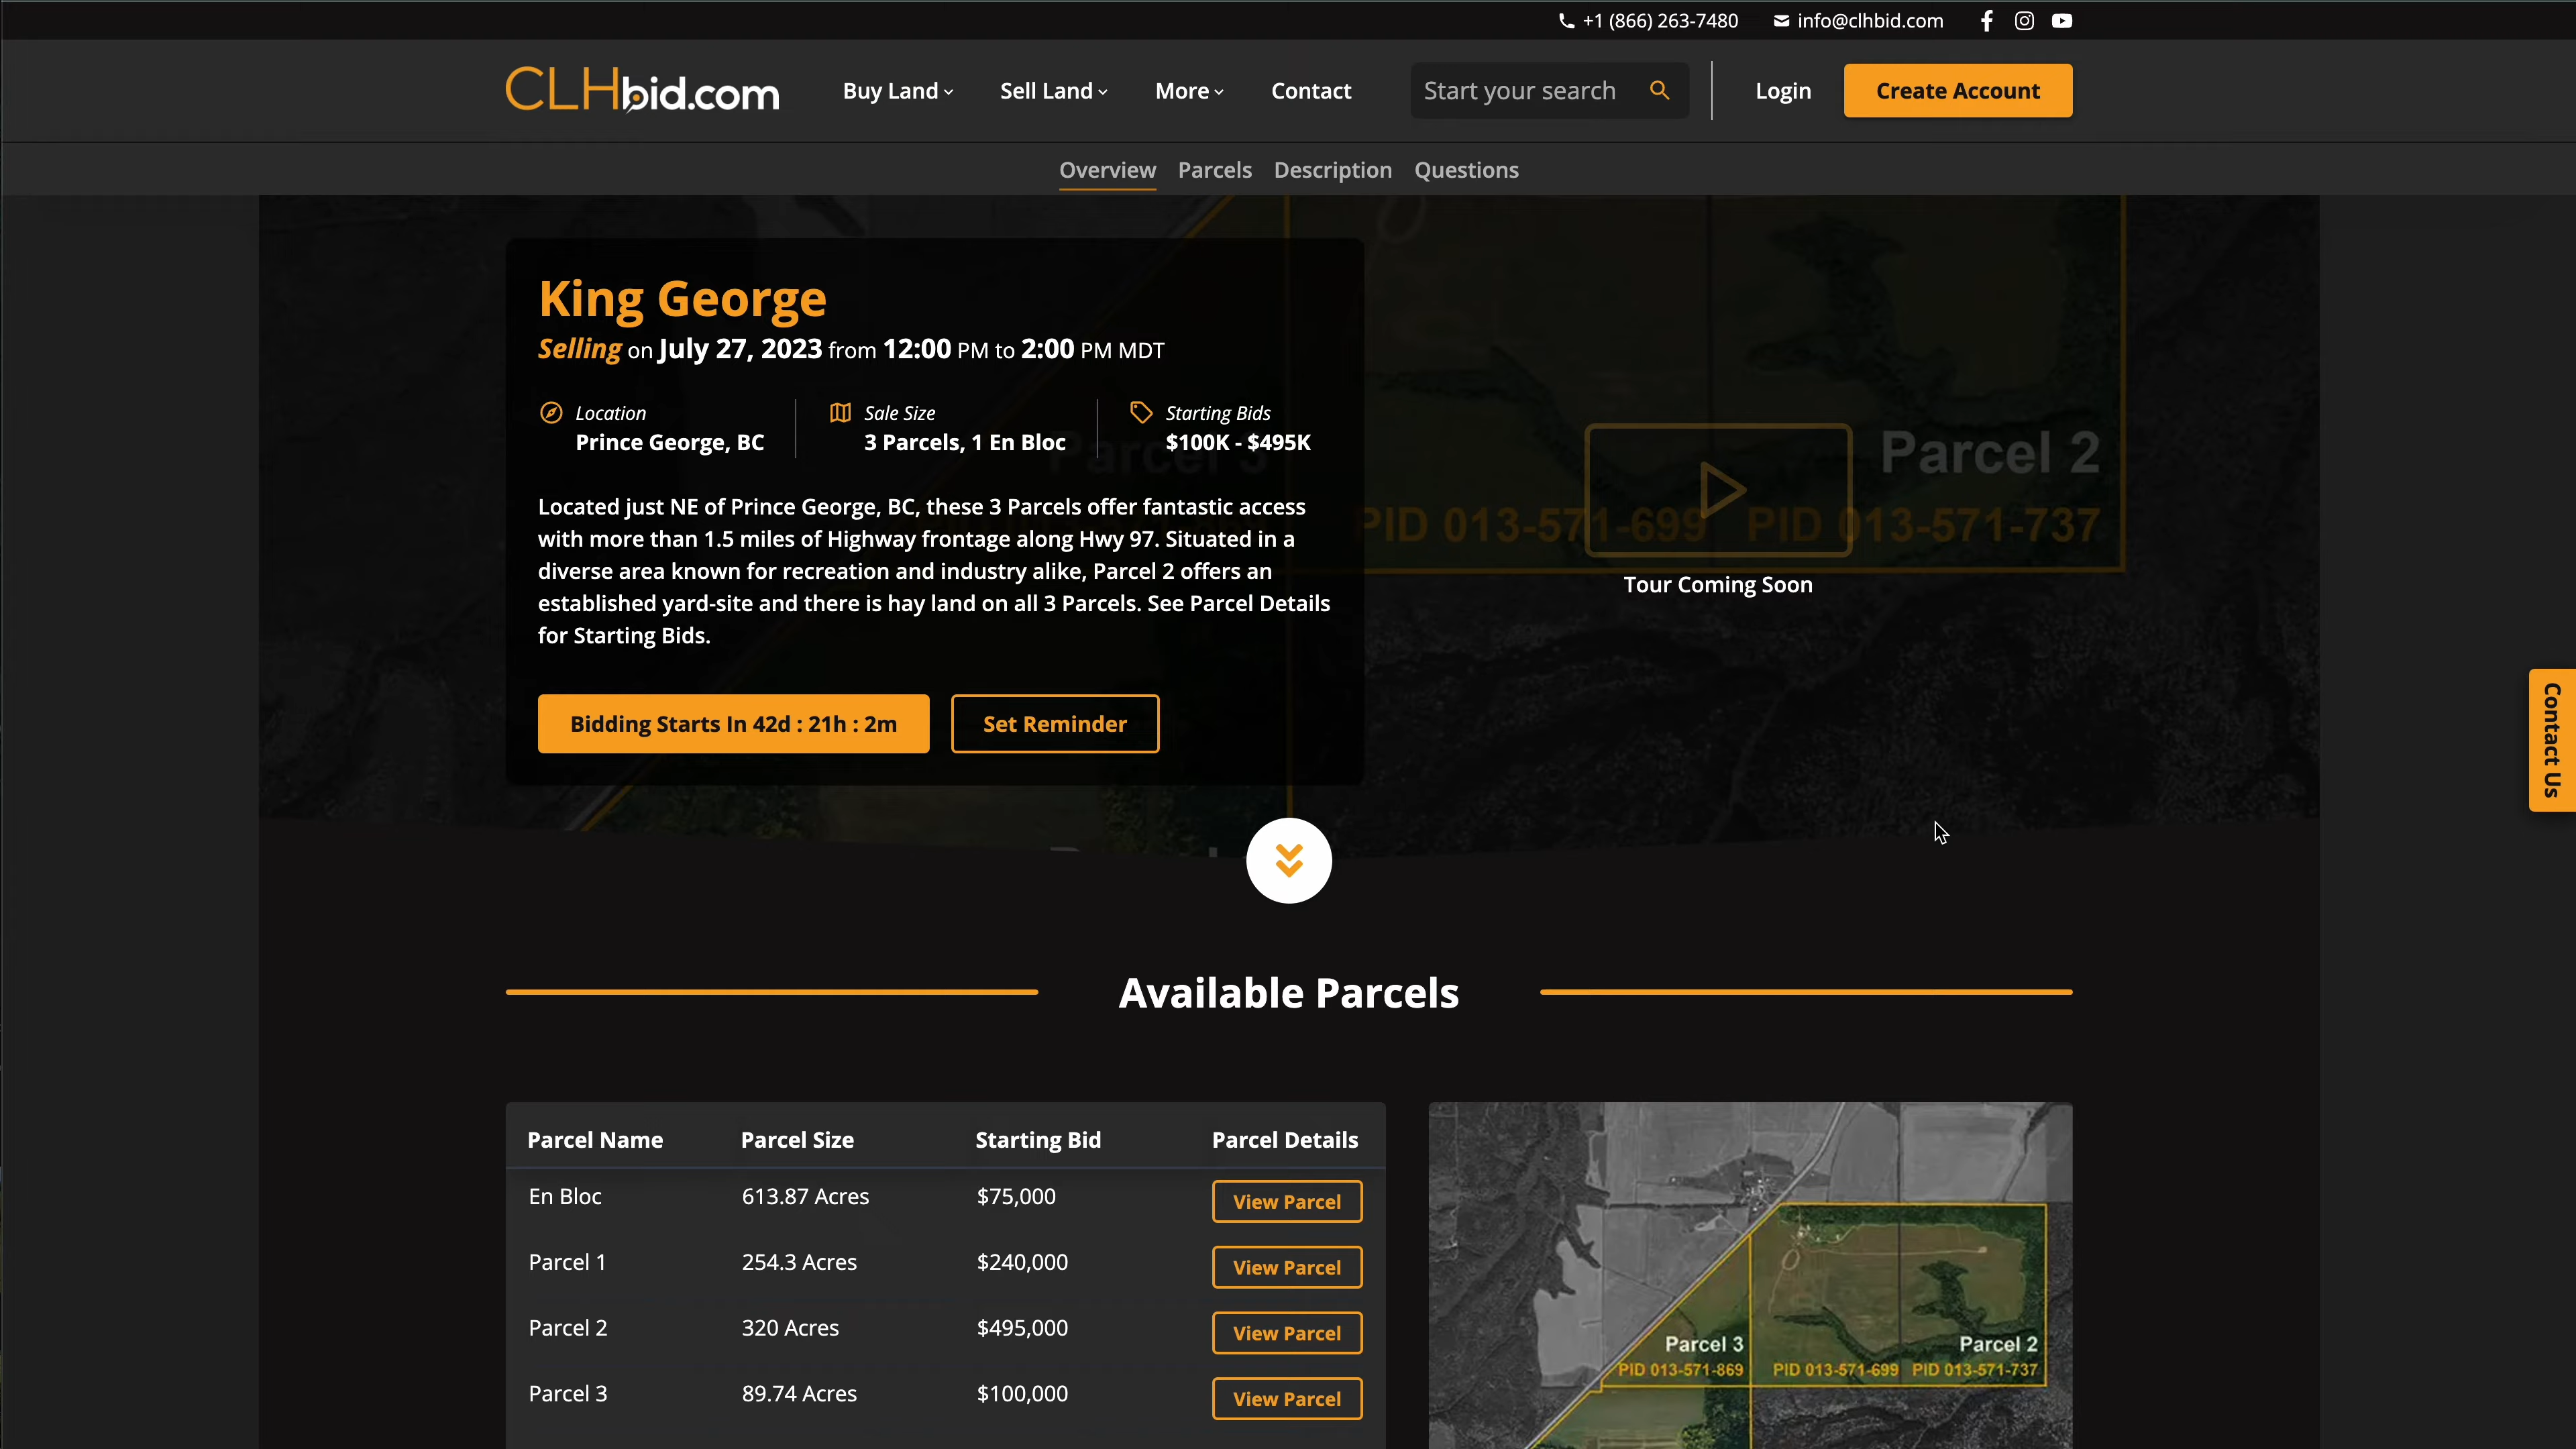 +1 (866) 263-7480 info@clhbid.com
CLHbid.com Buy Land Sell Land More Contact Start your search Login Create Account
Overview Parcels Description Questions
King George
Selling on July 27, 2023 from 12:00 PM to 2:00 PM MDT
Location Sale Size Starting Bids
Prince George, BC 3 Parcels, 1 En Bloc $100K - $495K
Parcel 3
Parcel 2
PID 013-571-699 PID 013-571-737
Tour Coming Soon
Located just NE of Prince George, BC, these 3 Parcels offer fantastic access
with more than 1.5 miles of Highway frontage along Hwy 97. Situated in a
diverse area known for recreation and industry alike, Parcel 2 offers an
established yard-site and there is hay land on all 3 Parcels. See Parcel Details
for Starting Bids.
Bidding Starts In 42d : 21h : 2m Set Reminder
Contact Us
Available Parcels
Parcel Name Parcel Size Starting Bid Parcel Details
En Bloc 613.87 Acres $75,000 View Parcel
Parcel 1 254.3 Acres $240,000 View Parcel
Parcel 2 320 Acres $495,000 View Parcel
Parcel 3 89.74 Acres $100,000 View Parcel
Parcel 3 Parcel 2
PID 013-571-869 PID 013-571-699 PID 013-571-737